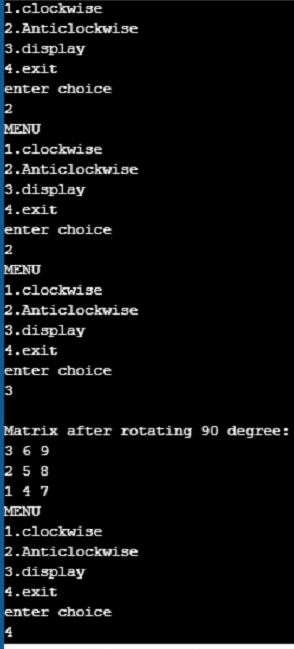 1.clockwise
2.Anticlockwise
3.display
4.exit
enter choice
2
MENU
1.clockwise
2.Anticlockwise
3.display
4.exit
enter choice
2
MENU
1.clockwise
2.Anticlockwise
3.display
4.exit
enter choice
3
Matrix after rotating 90 degree:
3 6 9
2 5 8
1 4 7
MENU
1.clockwise
2.Anticlockwise
3.display
4.exit
enter choice
4